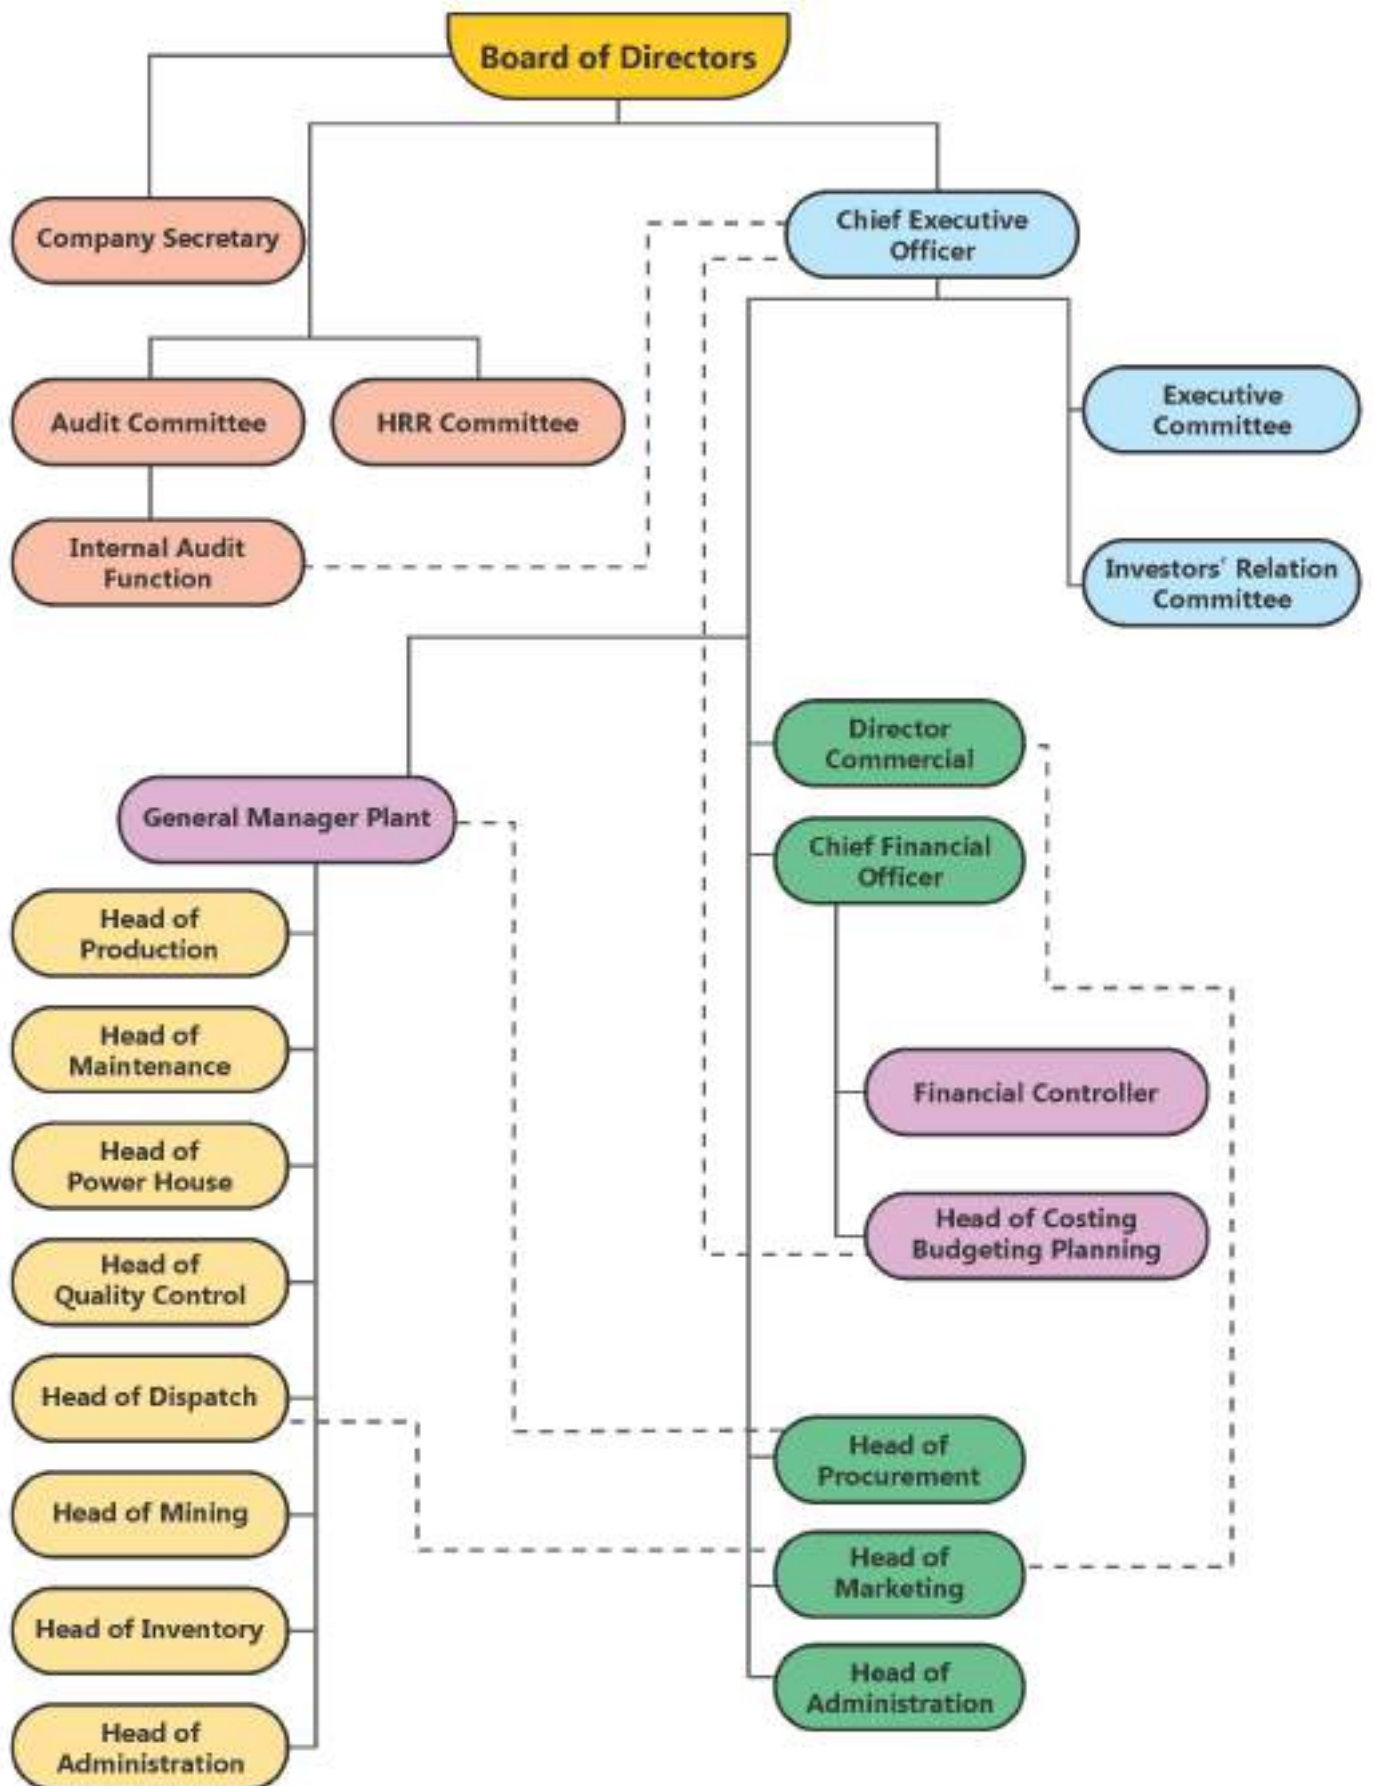 Board of Directors
Company Secretary
Chief Executive
Officer
Audit Committee
HRR Committee
Executive
Committee
Internal Audit
Function
Investors′ Relation
Committee
Director
Commercial
General Manager Plant
Chief Financial
Officer
Head of
Production
Head of
Maintenance
Financial Controller
Head of
Power House
Head of Costing
Budgeting Planning
Head of
Quality Control
Head of Dispatch
Head of
Procurement
Head of Mining
Head of
Marketing
Head of Inventory
Head of
Administration
Head of
Administration